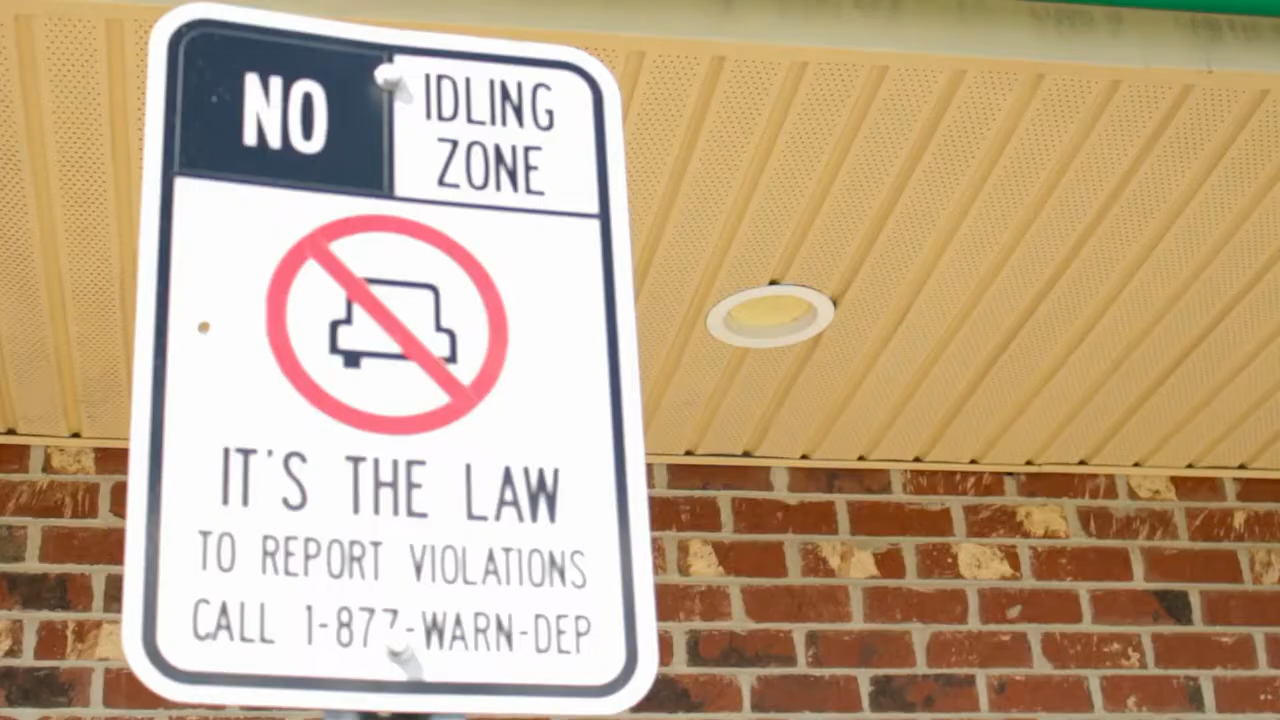 NO
IDLING
ZONE
IT'S THE LAW
TO REPORT VIOLATIONS
CALL 1-877-WARN-DEP